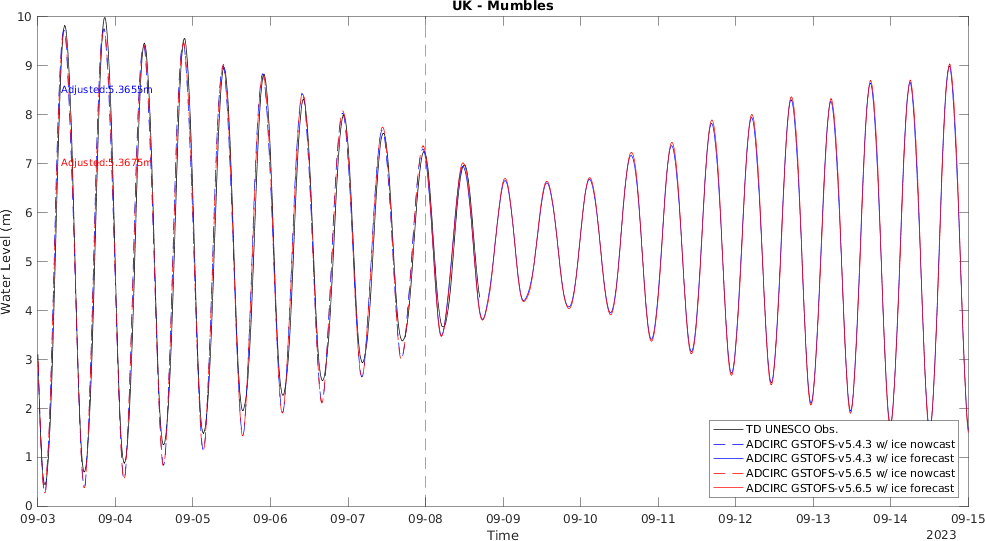 UK - Mumbles
10
9
8
7
6
5
4
3
2
1
0
Water Level (m)
Adjusted:5.3655m
Adjusted:5.3675m
TD UNESCO Obs.
ADCIRC GSTOFS-v5.4.3 w/ ice nowcast
ADCIRC GSTOFS-v5.4.3 w/ ice forecast
ADCIRC GSTOFS-v5.6.5 w/ ice nowcast
ADCIRC GSTOFS-v5.6.5 w/ ice forecast
09-03 09-04 09-05 09-06 09-07 09-08 09-09 09-10 09-11 09-12 09-13 09-14 09-15
Time
2023